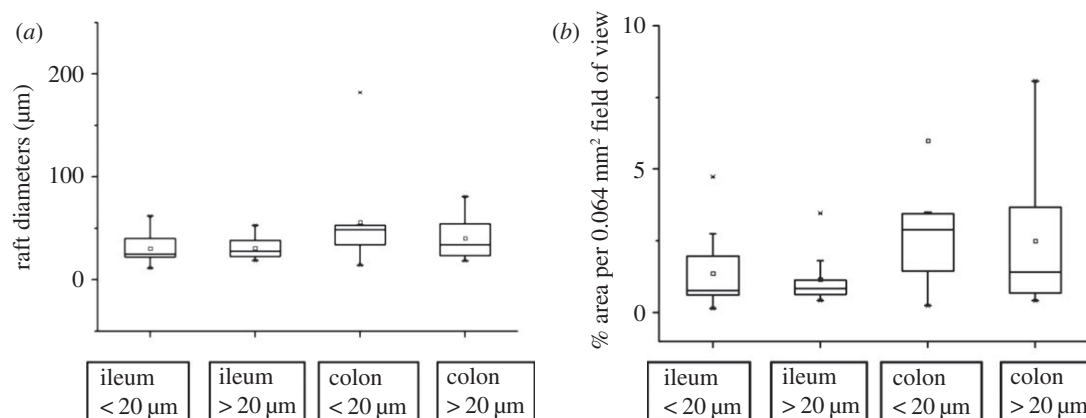 (a)
raft diameters (µm)
200
100
0
ileum
< 20 µm
ileum
> 20 µm
colon
< 20 µm
colon
> 20 µm
(b)
% area per 0.064 mm² field of view
10
5
0
ileum
< 20 µm
ileum
> 20 µm
colon
< 20 µm
colon
> 20 µm